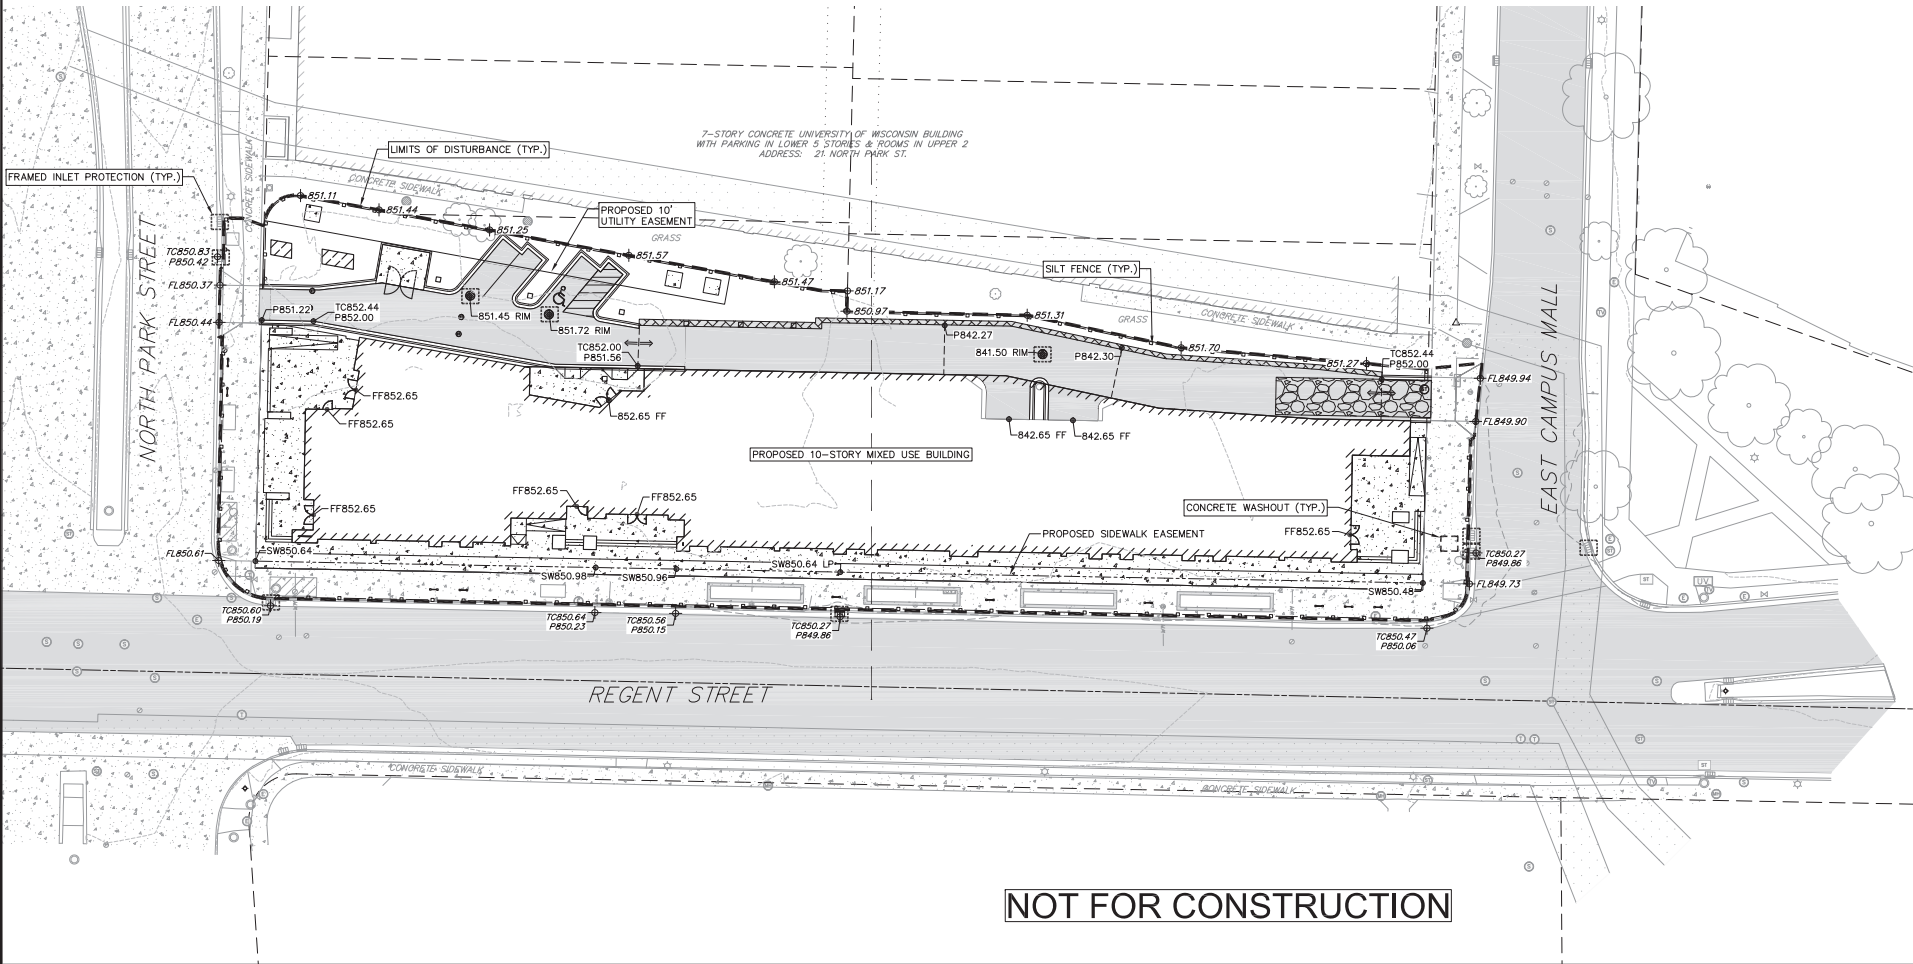 7-STORY CONCRETE UNIVERSITY OF WISCONSIN BUILDING
WITH PARKING IN LOWER 5 STORIES & ROOMS IN UPPER 2
ADDRESS: 21 NORTH PARK ST.
LIMITS OF DISTURBANCE (TYP.)
FRAMED INLET PROTECTION (TYP.)
CONCRETE SIDEWALK
CONCRETE SIDEWALK
851.11
851.44
851.25
PROPOSED 10'
UTILITY EASEMENT
GRASS
851.57
851.47
851.17
850.97
851.31
SILT FENCE (TYP.)
GRASS
CONCRETE SIDEWALK
851.70
851.27
TC852.44
P852.00
NORTH PARK STREET
TC850.83
P850.42
FL850.37
FL850.44
P851.22
TC852.44
P852.00
851.45 RIM
851.72 RIM
TC852.00
P851.56
P842.27
841.50 RIM
P842.30
FL849.94
FL849.90
EAST CAMPUS MALL
FF852.65
FF852.65
852.65 FF
842.65 FF
842.65 FF
PROPOSED 10-STORY MIXED USE BUILDING
FF852.65
FF852.65
FF852.65
CONCRETE WASHOUT (TYP.)
FF852.65
PROPOSED SIDEWALK EASEMENT
FL850.61
SW850.64
SW850.98
SW850.96
SW850.64 LP
SW850.48
TC850.27
P849.86
FL849.73
TC850.60
P850.19
TC850.64
P850.23
TC850.56
P850.15
TC850.27
P849.86
TC850.47
P850.06
REGENT STREET
CONCRETE SIDEWALK
CONCRETE SIDEWALK
NOT FOR CONSTRUCTION